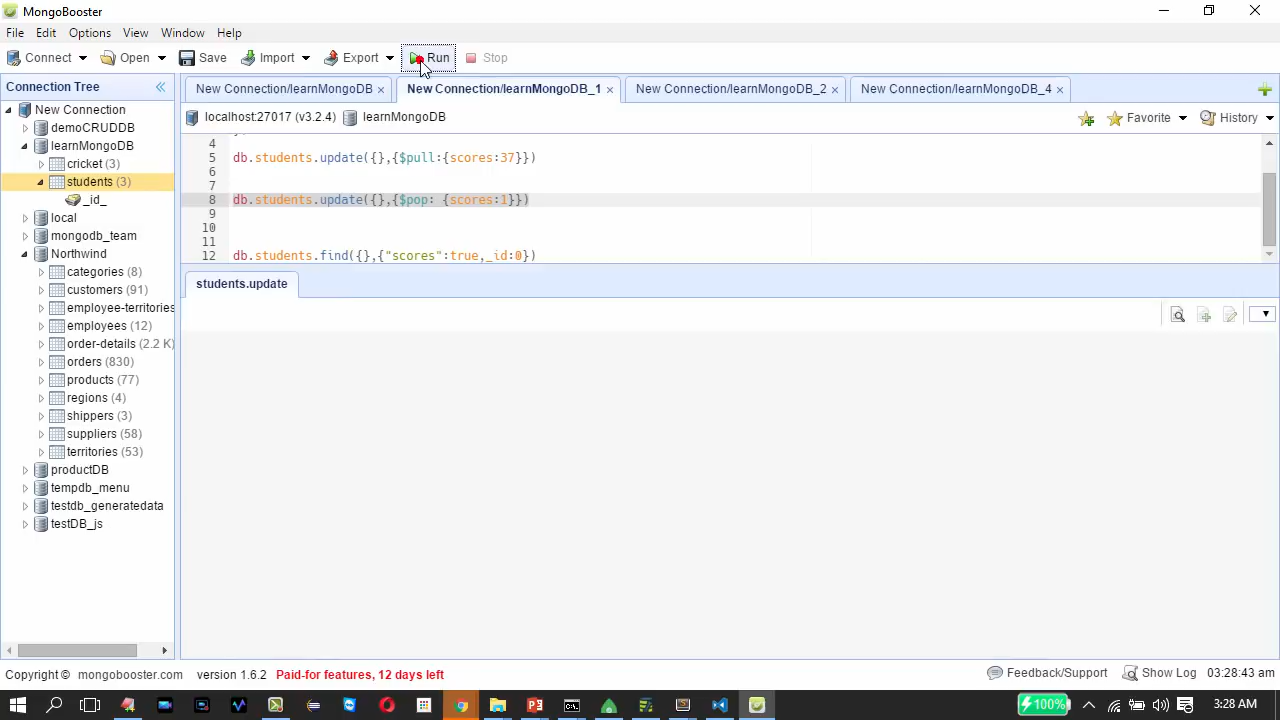 MongoBooster
File Edit Options View Window Help
Connect Open Save Import Export Run Stop
Connection Tree
New Connection
demoCRUDDB
learnMongoDB
cricket (3)
students (3)
_id_
local
mongodb_team
Northwind
categories (8)
customers (91)
employee-territories
employees (12)
order-details (2.2 K)
orders (830)
products (77)
regions (4)
shippers (3)
suppliers (58)
territories (53)
productDB
tempdb_menu
testdb_generatedata
testDB_js
New Connection/learnMongoDB × New Connection/learnMongoDB_1 × New Connection/learnMongoDB_2 × New Connection/learnMongoDB_4 ×
localhost:27017 (v3.2.4) learnMongoDB Favorite History
4
5 db.students.update({},{$pull:{scores:37}})
6
7
8 db.students.update({},{$pop: {scores:1}})
9
10
11
12 db.students.find({},{"scores":true,_id:0})
students.update
Copyright © mongobooster.com version 1.6.2 Paid-for features, 12 days left Feedback/Support Show Log 03:28:43 am
100% 3:28 AM